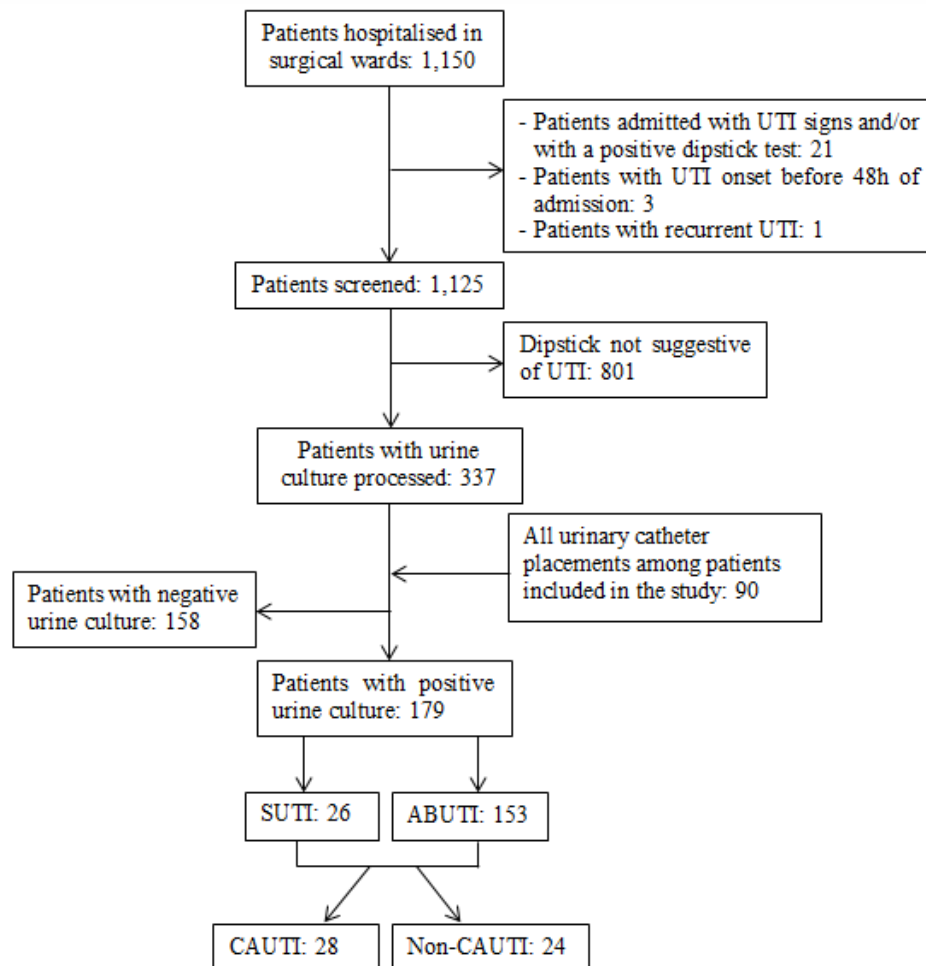 Patients hospitalised in
surgical wards: 1,150
- Patients admitted with UTI signs and/or
with a positive dipstick test: 21
- Patients with UTI onset before 48h of
admission: 3
- Patients with recurrent UTI: 1
Patients screened: 1,125
Dipstick not suggestive
of UTI: 801
Patients with urine
culture processed: 337
All urinary catheter
placements among patients
included in the study: 90
Patients with negative
urine culture: 158
Patients with positive
urine culture: 179
SUTI: 26
ABUTI: 153
CAUTI: 28
Non-CAUTI: 24